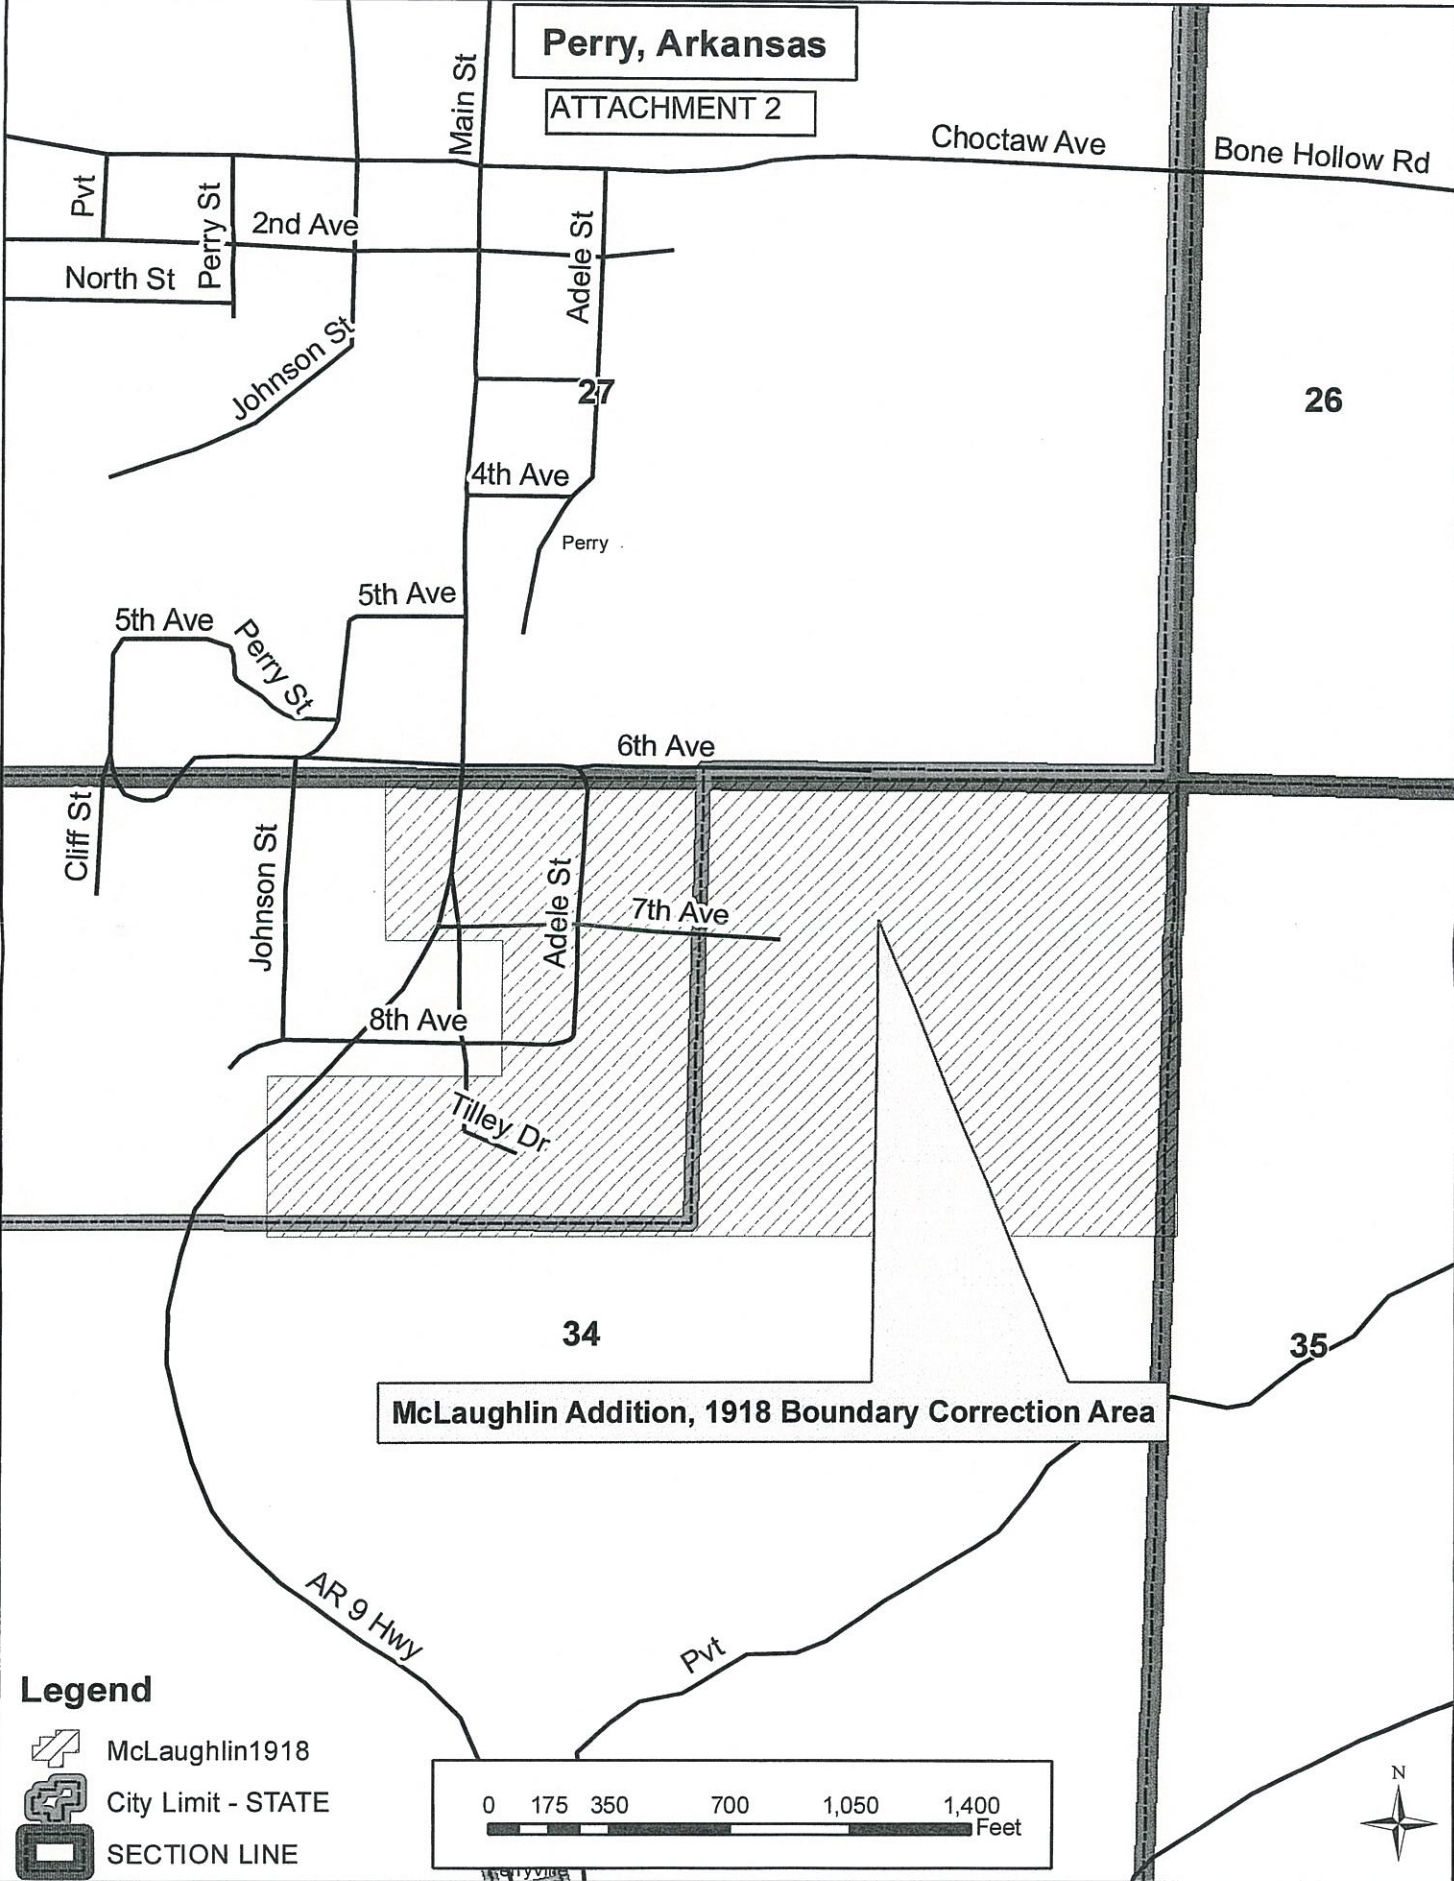 Perry, Arkansas
ATTACHMENT 2
Main St
Choctaw Ave
Bone Hollow Rd
Pvt
Perry St
2nd Ave
Adele St
North St
Johnson St
27
26
4th Ave
Perry
5th Ave
5th Ave
Perry St
6th Ave
Cliff St
Johnson St
Adele St
7th Ave
8th Ave
Tilley Dr
34
35
McLaughlin Addition, 1918 Boundary Correction Area
AR 9 Hwy
Pvt
Legend
McLaughlin1918
City Limit - STATE
SECTION LINE
0 175 350 700 1,050 1,400
Feet
N